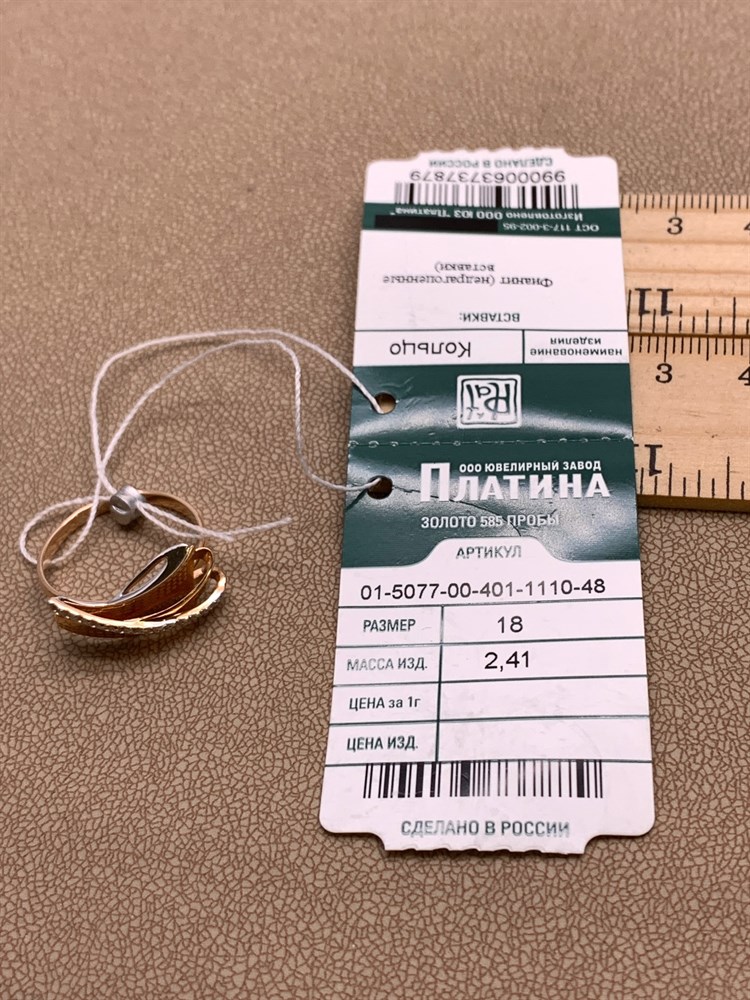 СДЕЛАНО В РОССИИ
9900063737879
Изготовлено ООО ЮЗ "Платина"
ОСТ 117-3-002-95
Фианит (недрагоценные
вставки)
ВСТАВКИ:
наименование
изделия
Кольцо
ООО ЮВЕЛИРНЫЙ ЗАВОД
ПЛАТИНА
ЗОЛОТО 585 ПРОБЫ
АРТИКУЛ
01-5077-00-401-1110-48
РАЗМЕР 18
МАССА ИЗД. 2,41
ЦЕНА за 1г
ЦЕНА ИЗД.
СДЕЛАНО В РОССИИ
3
11
3 4
1